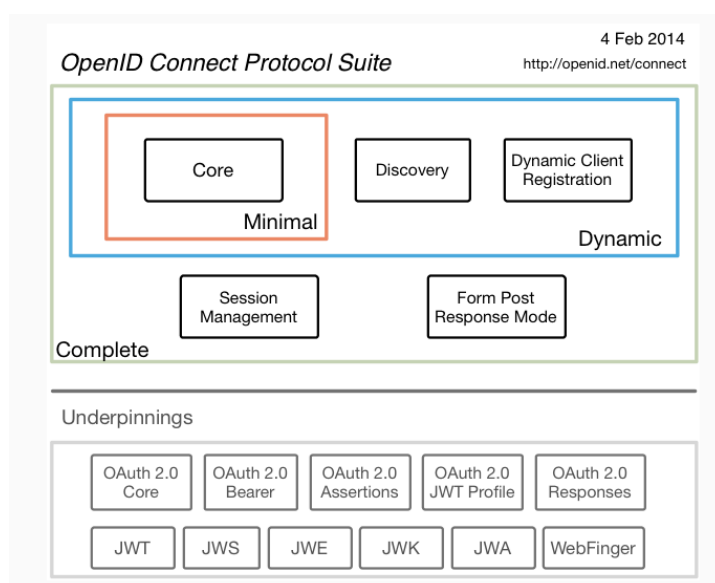 4 Feb 2014
OpenID Connect Protocol Suite
http://openid.net/connect
Core
Minimal
Discovery
Dynamic Client
Registration
Dynamic
Session
Management
Form Post
Response Mode
Complete
Underpinnings
OAuth 2.0
Core
OAuth 2.0
Bearer
OAuth 2.0
Assertions
OAuth 2.0
JWT Profile
OAuth 2.0
Responses
JWT
JWS
JWE
JWK
JWA
WebFinger